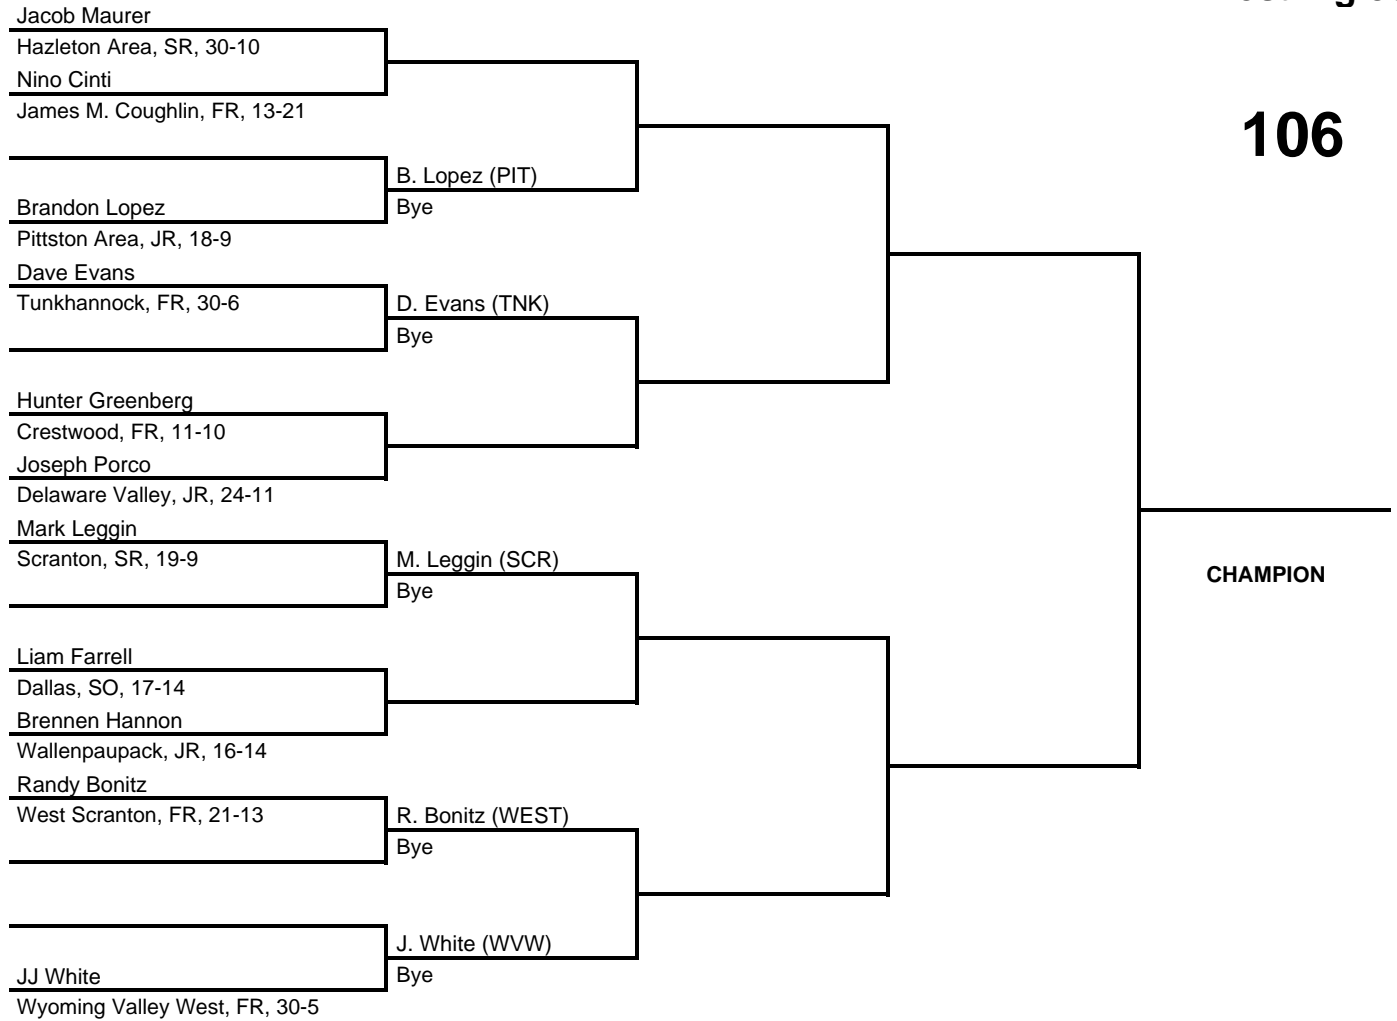 Jacob Maurer
Hazleton Area, SR, 30-10
Nino Cinti
James M. Coughlin, FR, 13-21
106
B. Lopez (PIT)
Bye
Brandon Lopez
Pittston Area, JR, 18-9
Dave Evans
Tunkhannock, FR, 30-6
D. Evans (TNK)
Bye
Hunter Greenberg
Crestwood, FR, 11-10
Joseph Porco
Delaware Valley, JR, 24-11
Mark Leggin
Scranton, SR, 19-9
M. Leggin (SCR)
Bye
CHAMPION
Liam Farrell
Dallas, SO, 17-14
Brennen Hannon
Wallenpaupack, JR, 16-14
Randy Bonitz
West Scranton, FR, 21-13
R. Bonitz (WEST)
Bye
J. White (WVW)
Bye
JJ White
Wyoming Valley West, FR, 30-5